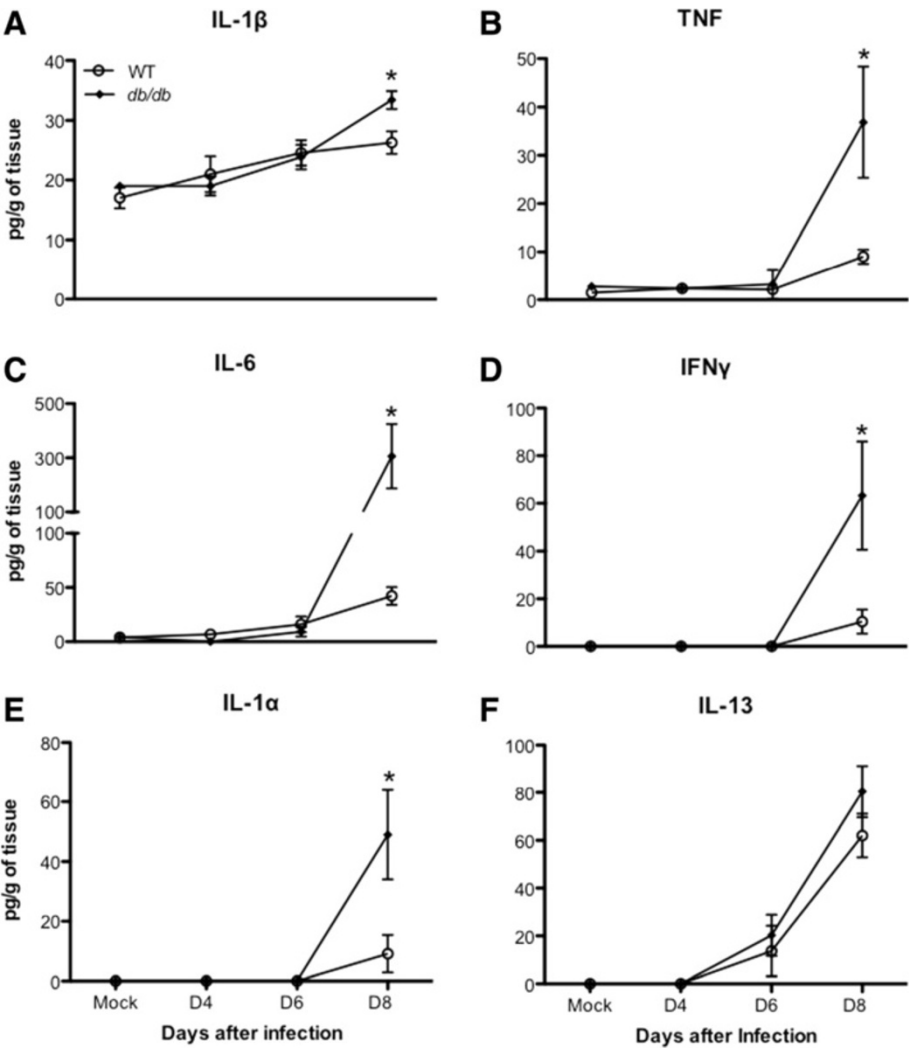 A
IL-1β
40
30
20
10
0
pg/g of tissue
WT
db/db
*
B
TNF
50
40
30
20
10
0
*
C
IL-6
500
300
100
100
50
0
pg/g of tissue
*
D
IFNγ
100
80
60
40
20
0
*
E
IL-1α
80
60
40
20
0
pg/g of tissue
*
Mock D4 D6 D8
Days after infection
F
IL-13
100
80
60
40
20
0
Mock D4 D6 D8
Days after Infection